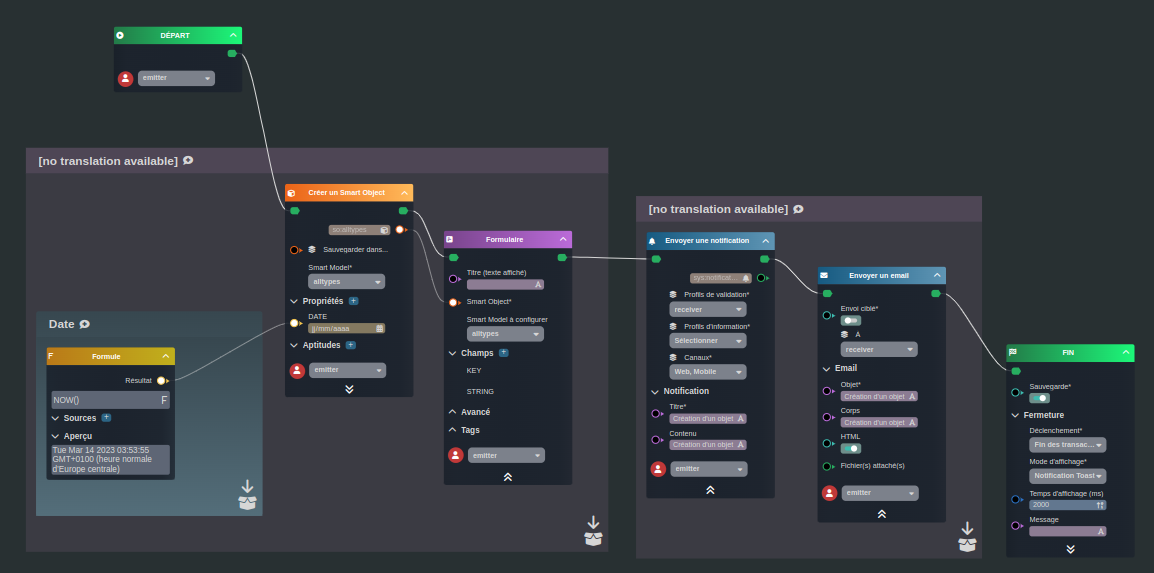 DÉPART
emitter
[no translation available]
Créer un Smart Object
so:alltypes
Sauvegarder dans...
Smart Model*
alltypes
Propriétés
DATE
jj/mm/aaaa
Aptitudes
emitter
Date
Formule
Résultat
NOW()
Sources
Aperçu
Tue Mar 14 2023 03:53:55
GMT+0100 (heure normale
d'Europe centrale)
Formulaire
Titre (texte affiché)
Smart Object*
Smart Model à configurer
alltypes
Champs
KEY
STRING
Avancé
Tags
emitter
[no translation available]
Envoyer une notification
sys:notificat...
Profils de validation*
receiver
Profils d'information*
Sélectionner
Canaux*
Web, Mobile
Notification
Titre*
Création d'un objet
Contenu
Création d'un objet
emitter
Envoyer un email
Envoi ciblé*
À
receiver
Email
Objet*
Création d'un objet
Corps
Création d'un objet
HTML
Fichier(s) attaché(s)
emitter
FIN
Sauvegarde*
Fermeture
Déclenchement*
Fin des transac...
Mode d'affichage*
Notification Toast
Temps d'affichage (ms)
2000
Message